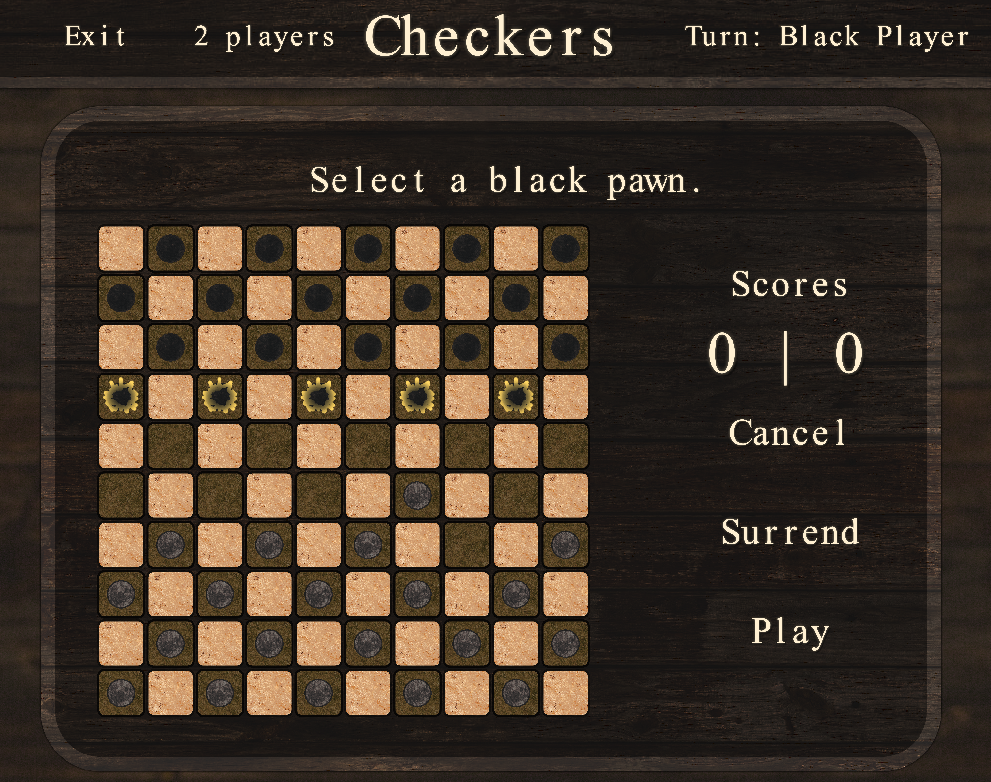 Exit
2 players
Checkers
Turn: Black Player
Select a black pawn.
Scores
0 | 0
Cancel
Surrend
Play